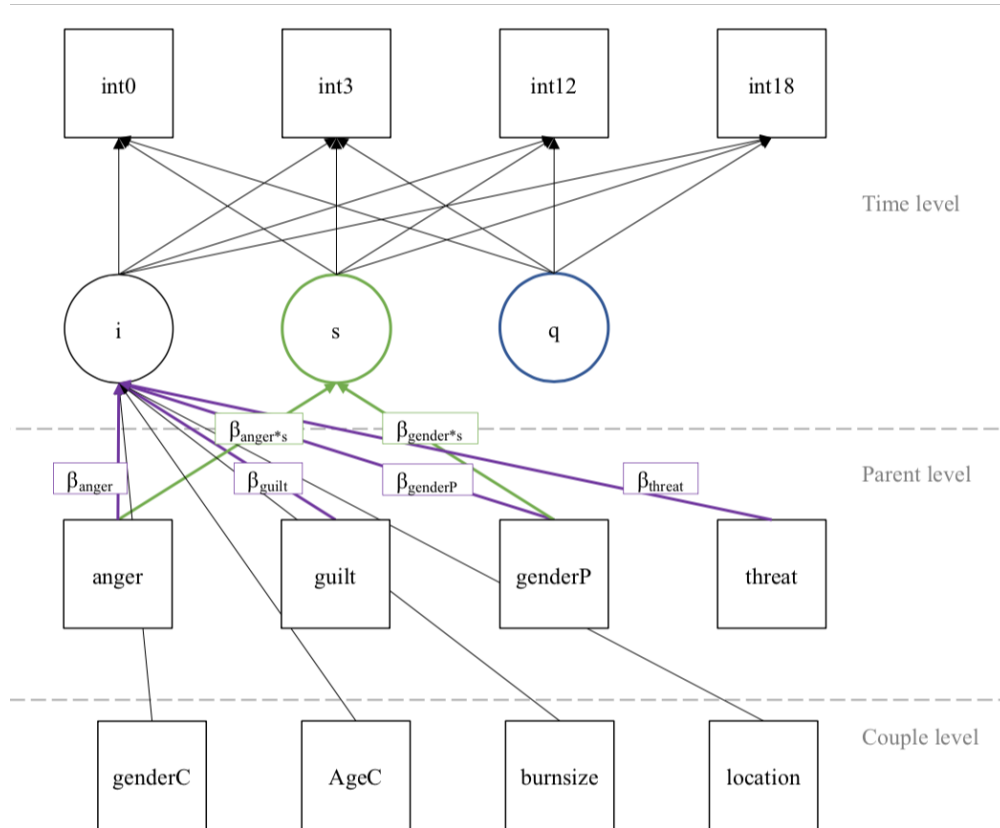 int0
int3
int12
int18
Time level
i
s
q
βanger*s
βgender*s
Parent level
βanger
βguilt
βgenderP
βthreat
anger
guilt
genderP
threat
Couple level
genderC
AgeC
burnsize
location